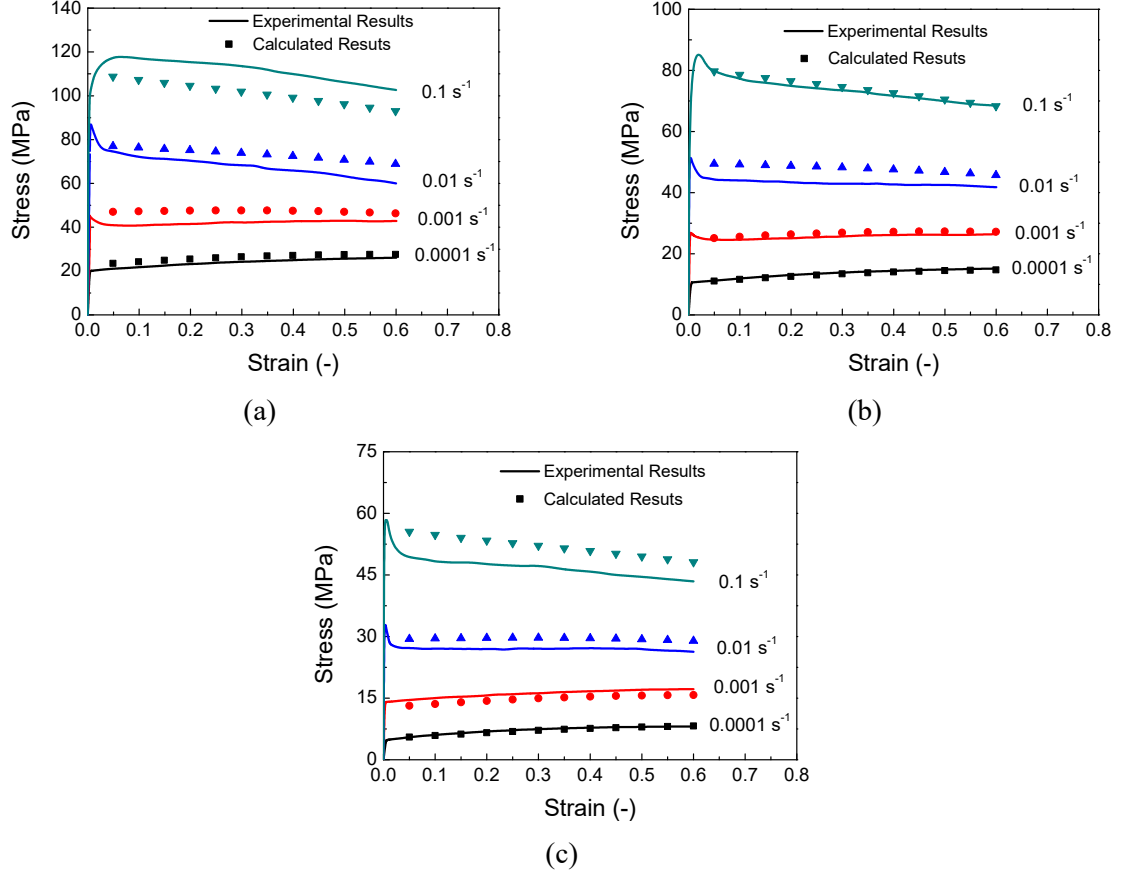 140
120
100
80
60
40
20
0
Stress (MPa)
Experimental Results
Calculated Resuts
0.1 s-1
0.01 s-1
0.001 s-1
0.0001 s-1
0.0 0.1 0.2 0.3 0.4 0.5 0.6 0.7 0.8
Strain (-)
(a)
100
80
60
40
20
0
Stress (MPa)
Experimental Results
Calculated Resuts
0.1 s-1
0.01 s-1
0.001 s-1
0.0001 s-1
0.0 0.1 0.2 0.3 0.4 0.5 0.6 0.7 0.8
Strain (-)
(b)
75
60
45
30
15
0
Stress (MPa)
Experimental Results
Calculated Resuts
0.1 s-1
0.01 s-1
0.001 s-1
0.0001 s-1
0.0 0.1 0.2 0.3 0.4 0.5 0.6 0.7 0.8
Strain (-)
(c)